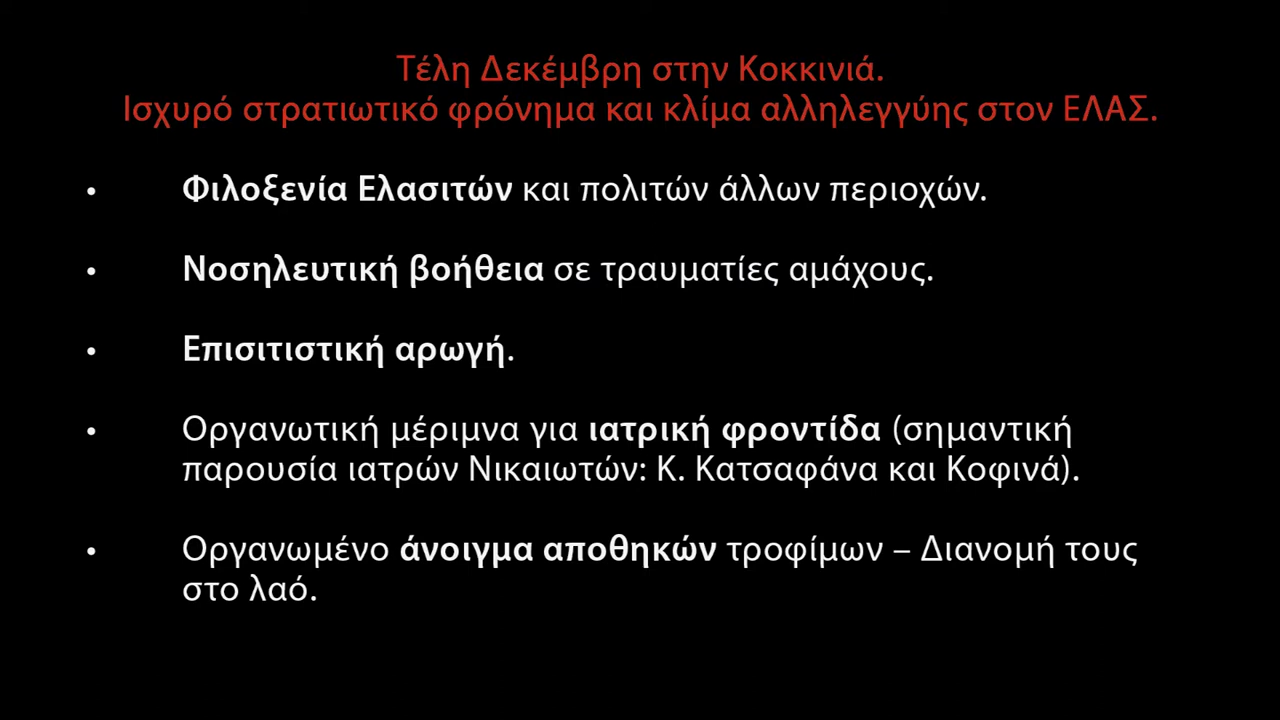 Τέλη Δεκέμβρη στην Κοκκινιά.
Ισχυρό στρατιωτικό φρόνημα και κλίμα αλληλεγγύης στον ΕΛΑΣ.
• Φιλοξενία Ελασιτών και πολιτών άλλων περιοχών.
• Νοσηλευτική βοήθεια σε τραυματίες αμάχους.
• Επισιτιστική αρωγή.
• Οργανωτική μέριμνα για ιατρική φροντίδα (σημαντική
παρουσία ιατρών Νικαιωτών: Κ. Κατσαφάνα και Κοφινά).
• Οργανωμένο άνοιγμα αποθηκών τροφίμων – Διανομή τους
στο λαό.